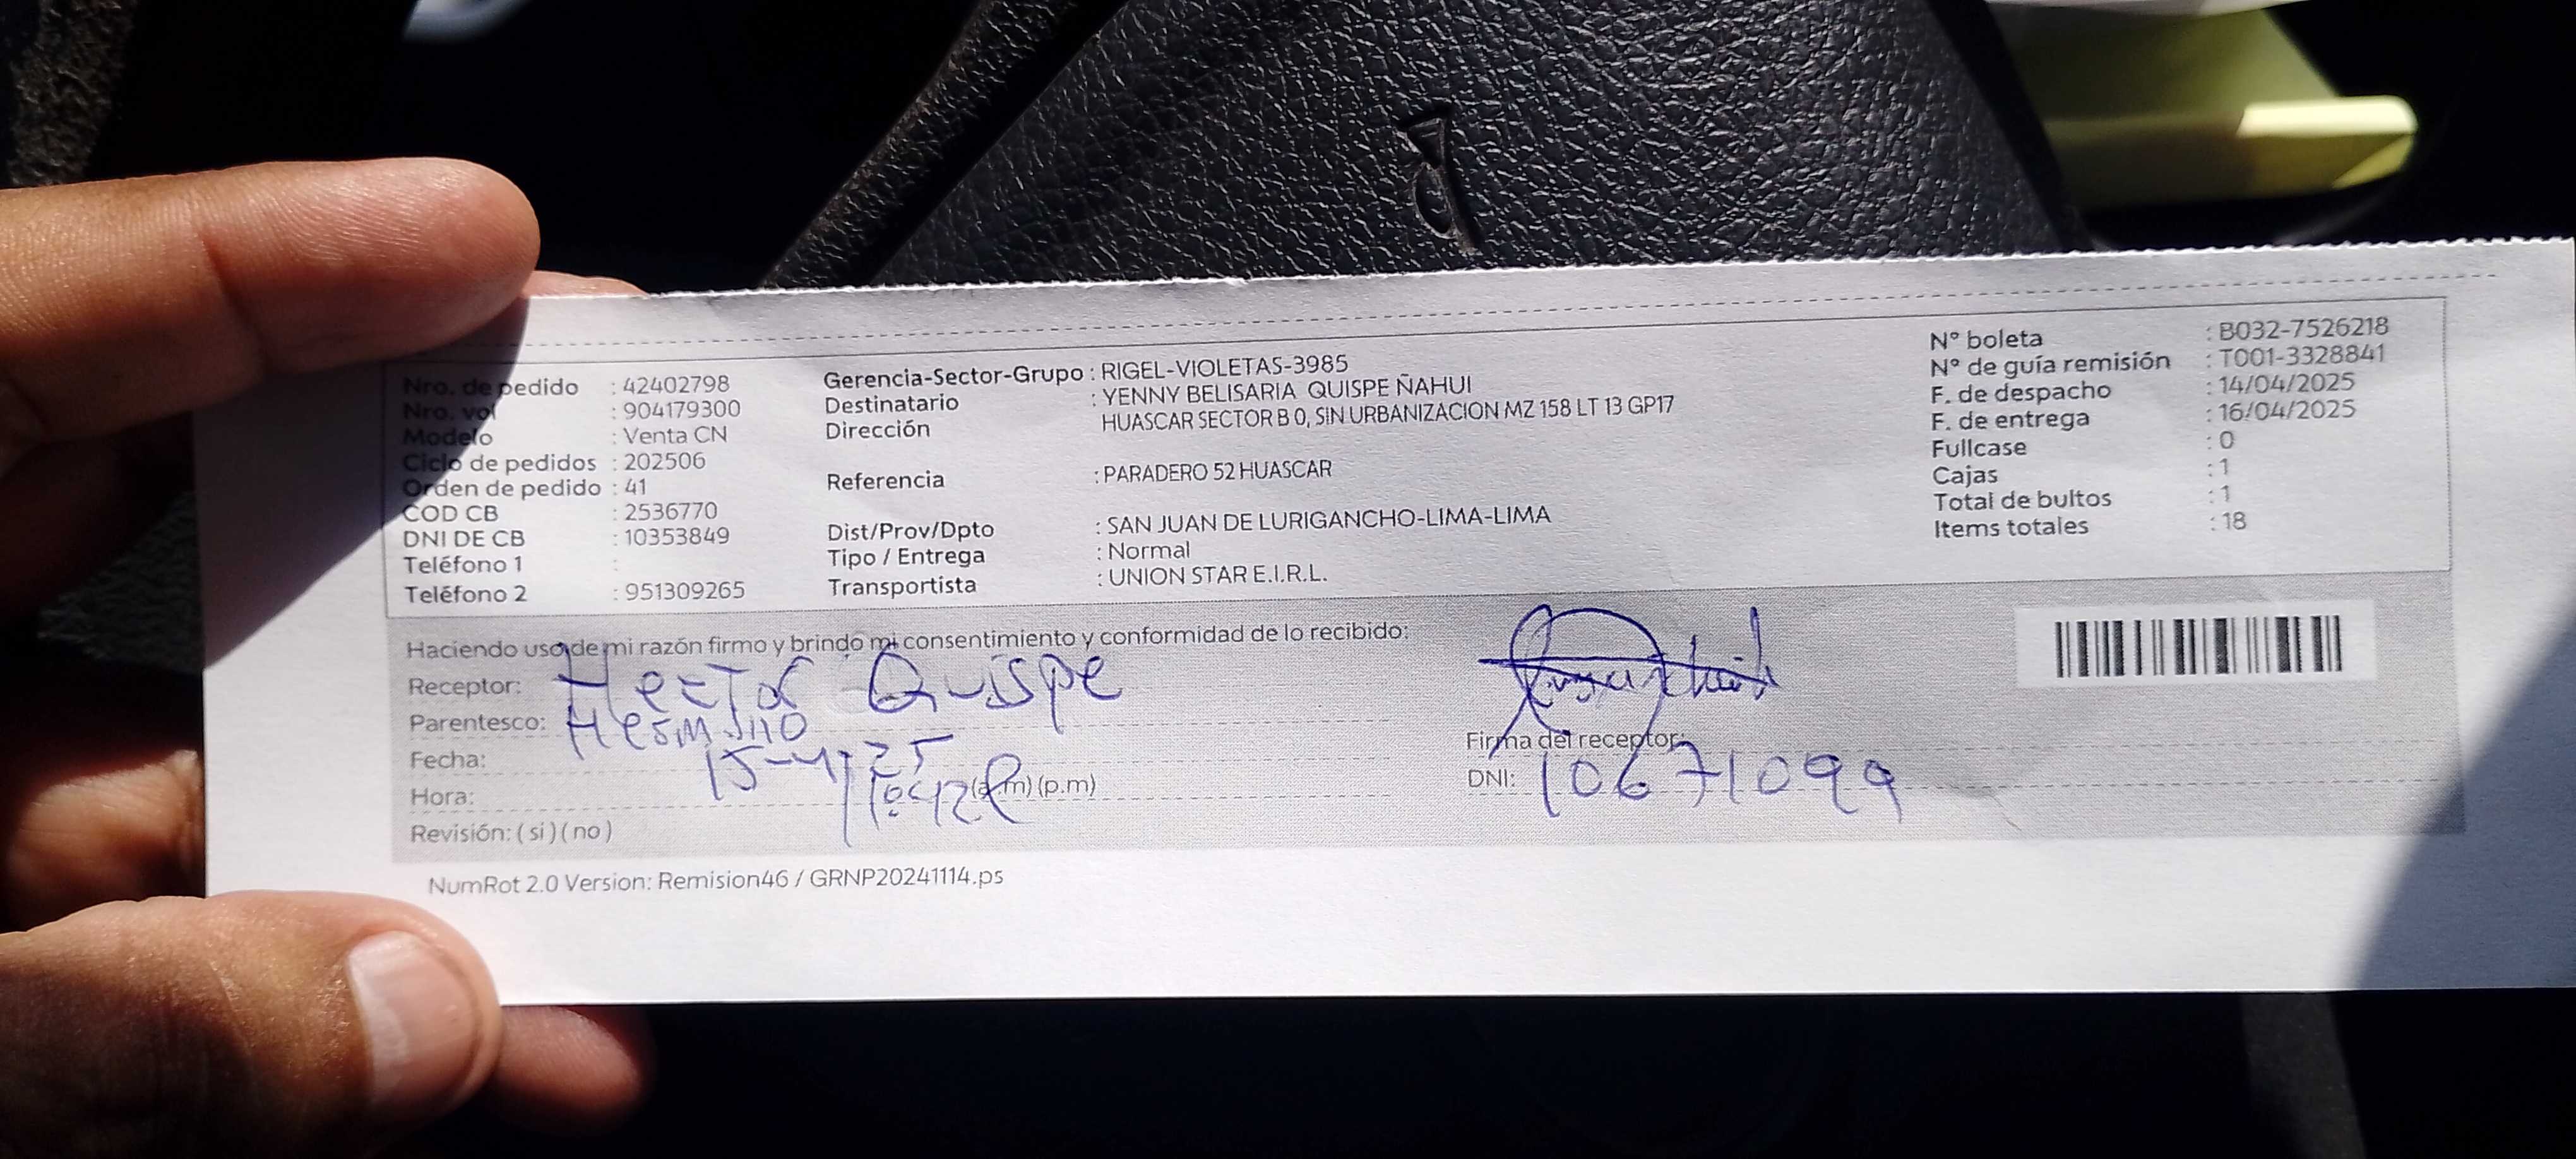 Nro. de pedido : 42402798
Nro. vol : 904179300
Modelo : Venta CN
Ciclo de pedidos : 202506
Orden de pedido : 41
COD CB : 2536770
DNI DE CB : 10353849
Teléfono 1 :
Teléfono 2 : 951309265
Gerencia-Sector-Grupo : RIGEL-VIOLETAS-3985
Destinatario : YENNY BELISARIA QUISPE ÑAHUI
Dirección HUASCAR SECTOR B 0, SIN URBANIZACION MZ 158 LT 13 GP17
Referencia : PARADERO 52 HUASCAR
Dist/Prov/Dpto : SAN JUAN DE LURIGANCHO-LIMA-LIMA
Tipo / Entrega : Normal
Transportista : UNION STAR E.I.R.L.
N° boleta : B032-7526218
N° de guía remisión : T001-3328841
F. de despacho : 14/04/2025
F. de entrega : 16/04/2025
Fullcase : 0
Cajas : 1
Total de bultos : 1
Items totales : 18
Haciendo uso de mi razón firmo y brindo mi consentimiento y conformidad de lo recibido:
Receptor: Hector Quispe
Parentesco: Hermano
Fecha: 15-4-25
Hora: (a.m) (p.m)
Revisión: ( si ) ( no )
Firma del receptor:
DNI: 10671099
NumRot 2.0 Version: Remision46 / GRNP20241114.ps